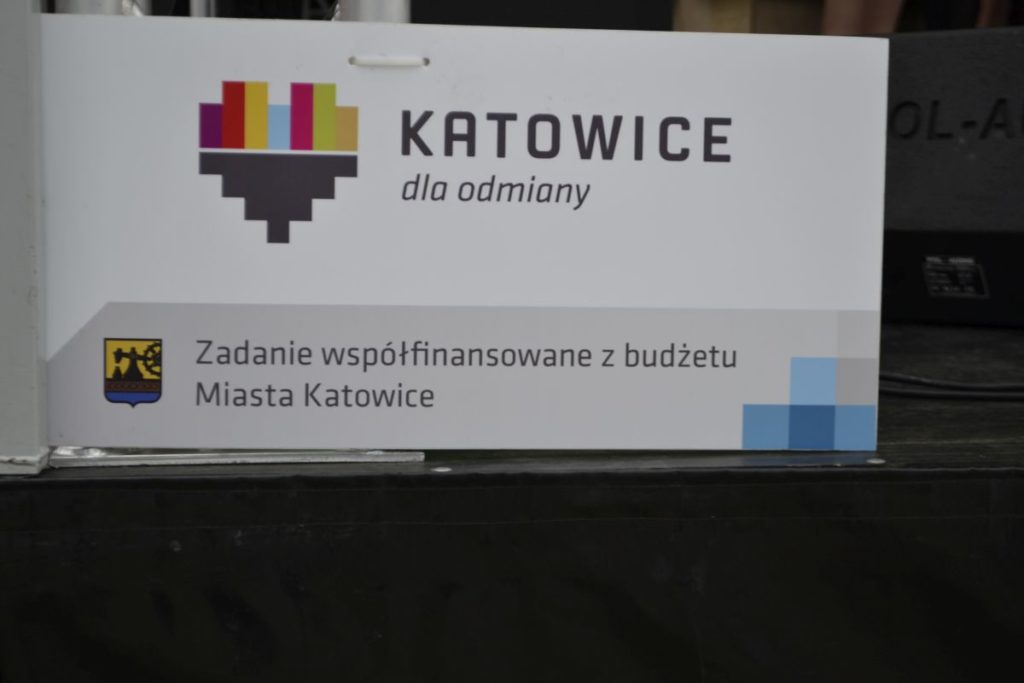 KATOWICE
dla odmiany
Zadanie współfinansowane z budżetu
Miasta Katowice